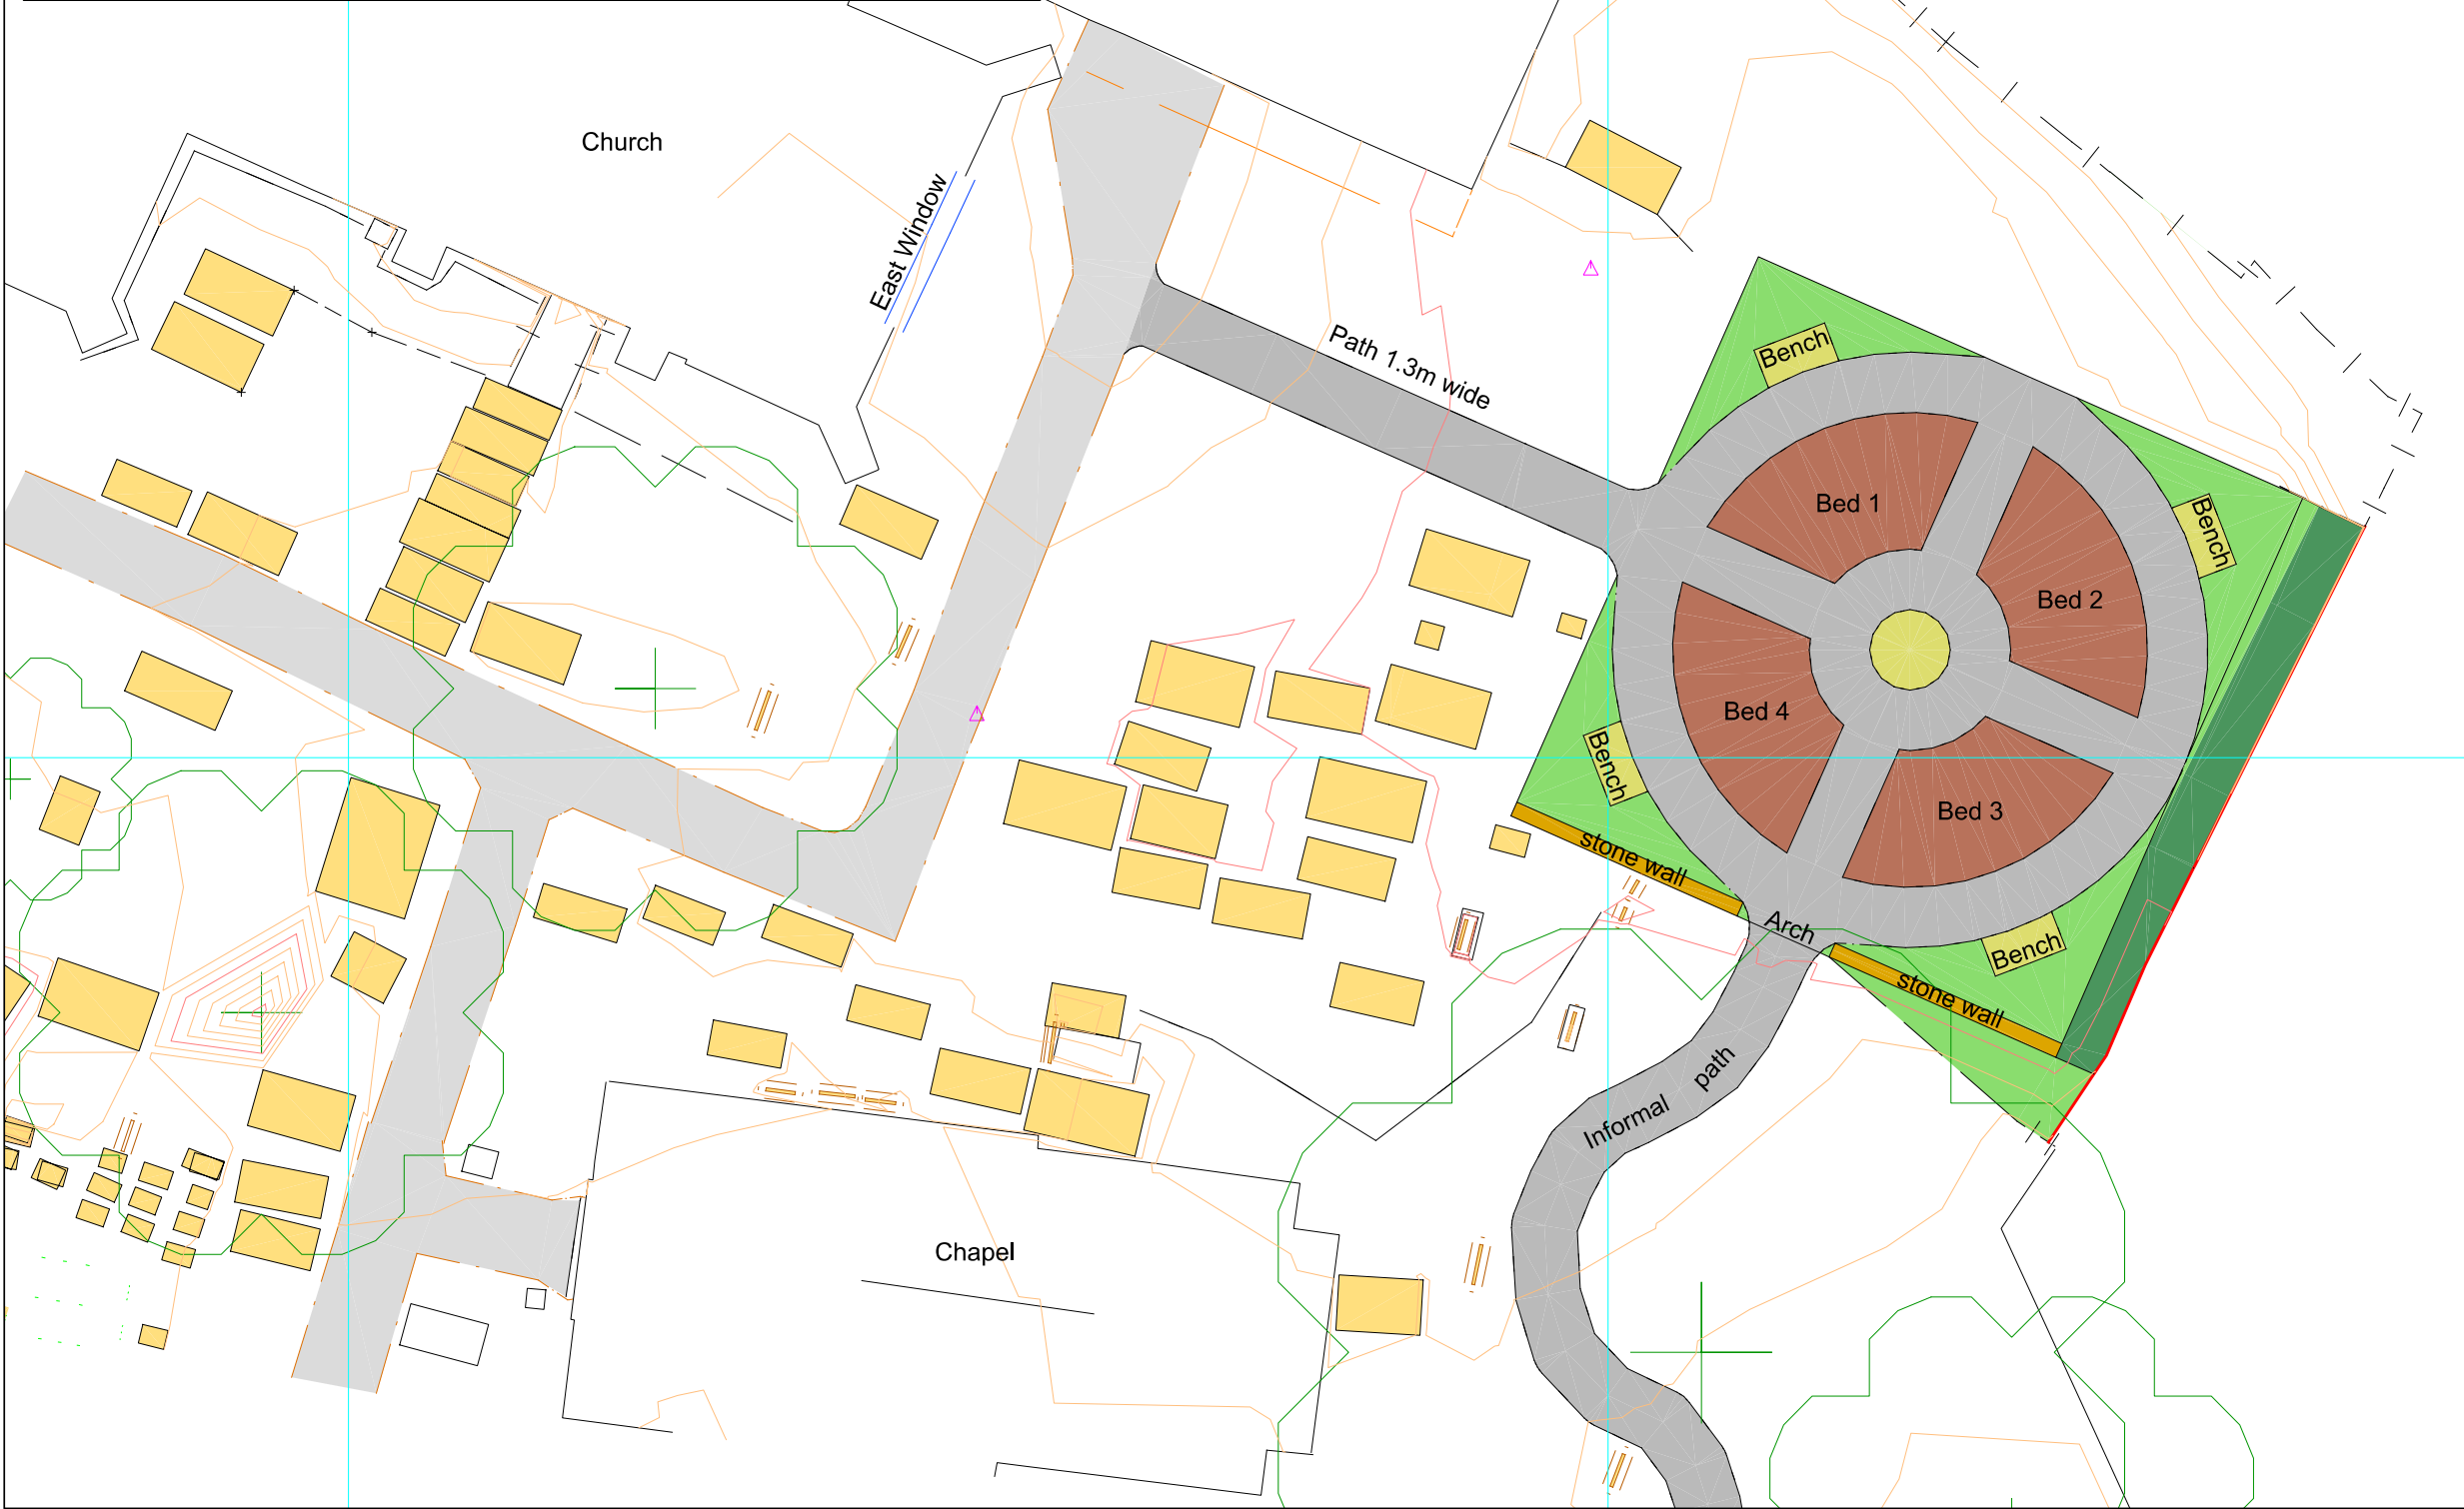 Church
East Window
Path 1.3m wide
Bench
Bed 1
Bench
Bed 2
Bed 4
Bench
Bed 3
stone wall
Arch
Bench
stone wall
Informal path
Chapel